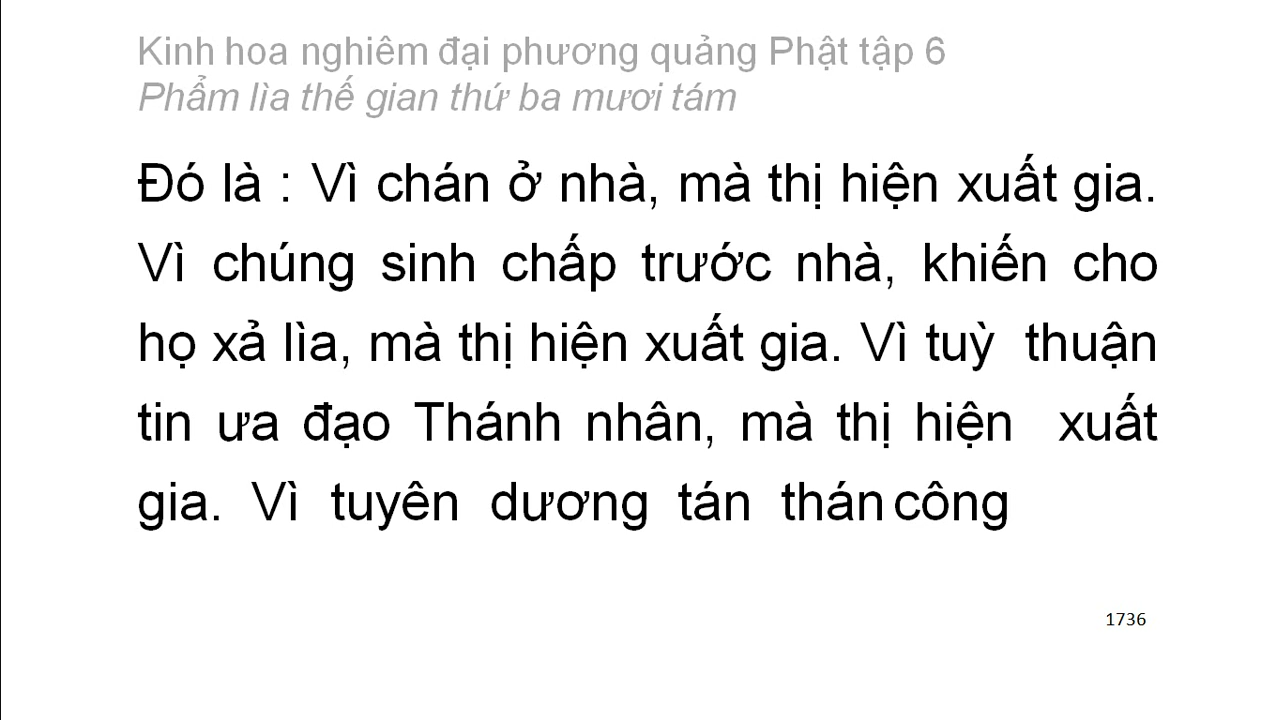 Kinh hoa nghiêm đại phương quảng Phật tập 6
Phẩm lìa thế gian thứ ba mươi tám
Đó là : Vì chán ở nhà, mà thị hiện xuất gia.
Vì chúng sinh chấp trước nhà, khiến cho
họ xả lìa, mà thị hiện xuất gia. Vì tuỳ thuận
tin ưa đạo Thánh nhân, mà thị hiện xuất
gia. Vì tuyên dương tán thán công
1736